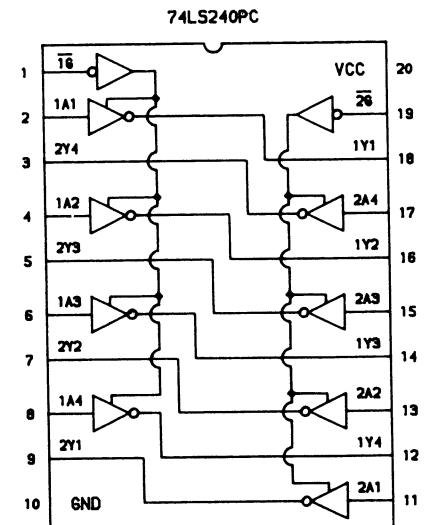 74LS240PC
1 1G VCC 20
2 1A1 2G 19
3 2Y4 1Y1 18
4 1A2 2A4 17
5 2Y3 1Y2 16
6 1A3 2A3 15
7 2Y2 1Y3 14
8 1A4 2A2 13
9 2Y1 1Y4 12
10 GND 2A1 11